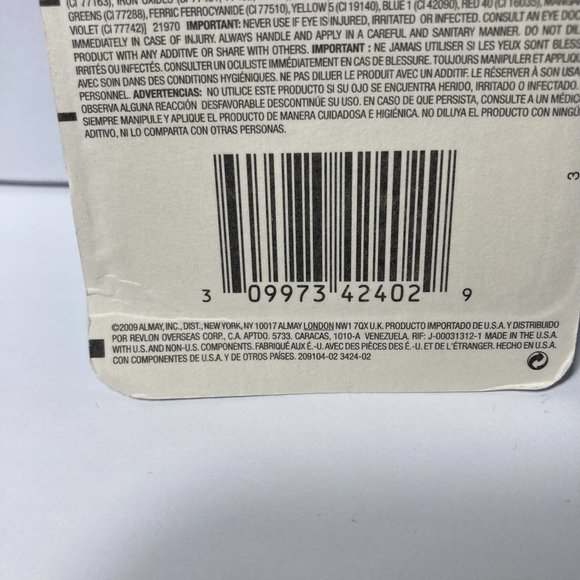 GREENS (CI 77288), FERRIC FERROCYANIDE (CI 77510), YELLOW 5 (CI 19140), BLUE 1 (CI 42090), RED 40 (CI 16035), MANGAN
VIOLET (CI 77742)] 21970 IMPORTANT: NEVER USE IF EYE IS INJURED, IRRITATED OR INFECTED. CONSULT AN EYE DOC
IMMEDIATELY IN CASE OF INJURY. ALWAYS HANDLE AND APPLY IN A CAREFUL AND SANITARY MANNER. DO NOT DIL
PRODUCT WITH ANY ADDITIVE OR SHARE WITH OTHERS. IMPORTANT : NE JAMAIS UTILISER SI LES YEUX SONT BLESS
IRRITÉS OU INFECTÉS. CONSULTER UN OCULISTE IMMÉDIATEMENT EN CAS DE BLESSURE. TOUJOURS MANIPULER ET APPLIQUE
AVEC SOIN DANS DES CONDITIONS HYGIÉNIQUES. NE PAS DILUER LE PRODUIT AVEC UN ADDITIF. LE RÉSERVER À SON USA
PERSONNEL. ADVERTENCIAS: NO UTILICE ESTE PRODUCTO SI SU OJO SE ENCUENTRA HERIDO, IRRITADO O INFECTADO.
OBSERVA ALGUNA REACCIÓN DESFAVORABLE DESCONTINÚE SU USO. EN CASO DE QUE PERSISTA, CONSULTE A UN MÉDICO
SIEMPRE MANIPULE Y APLIQUE EL PRODUCTO DE MANERA CUIDADOSA E HIGIÉNICA. NO DILUYA EL PRODUCTO CON NINGÚ
ADITIVO, NI LO COMPARTA CON OTRAS PERSONAS.
3
3 09973 42402 9
©2009 ALMAY, INC., DIST., NEW YORK, NY 10017 ALMAY LONDON NW1 7QX U.K. PRODUCTO IMPORTADO DE U.S.A. Y DISTRIBUIDO
POR REVLON OVERSEAS CORP., C.A. APTDO. 5733. CARACAS, 1010-A VENEZUELA. RIF: J-00031312-1 MADE IN THE U.S.A.
WITH U.S. AND NON-U.S. COMPONENTS. FABRIQUÉ AUX É.-U. AVEC DES PIÈCES DES É.-U. ET DE L'ÉTRANGER. HECHO EN U.S.A.
CON COMPONENTES DE U.S.A. Y DE OTROS PAÍSES. 209104-02 3424-02